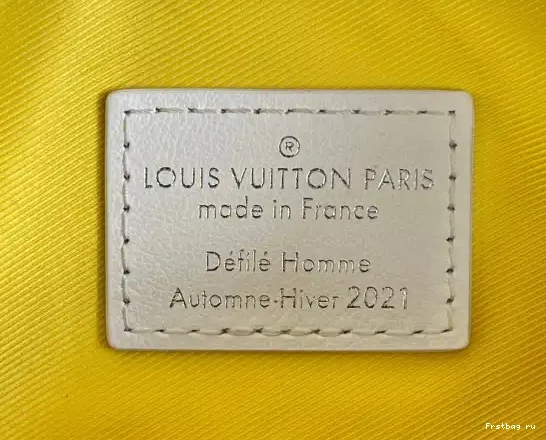 ®
LOUIS VUITTON PARIS
made in France
Défilé Homme
Automne-Hiver 2021
Frstbag ru